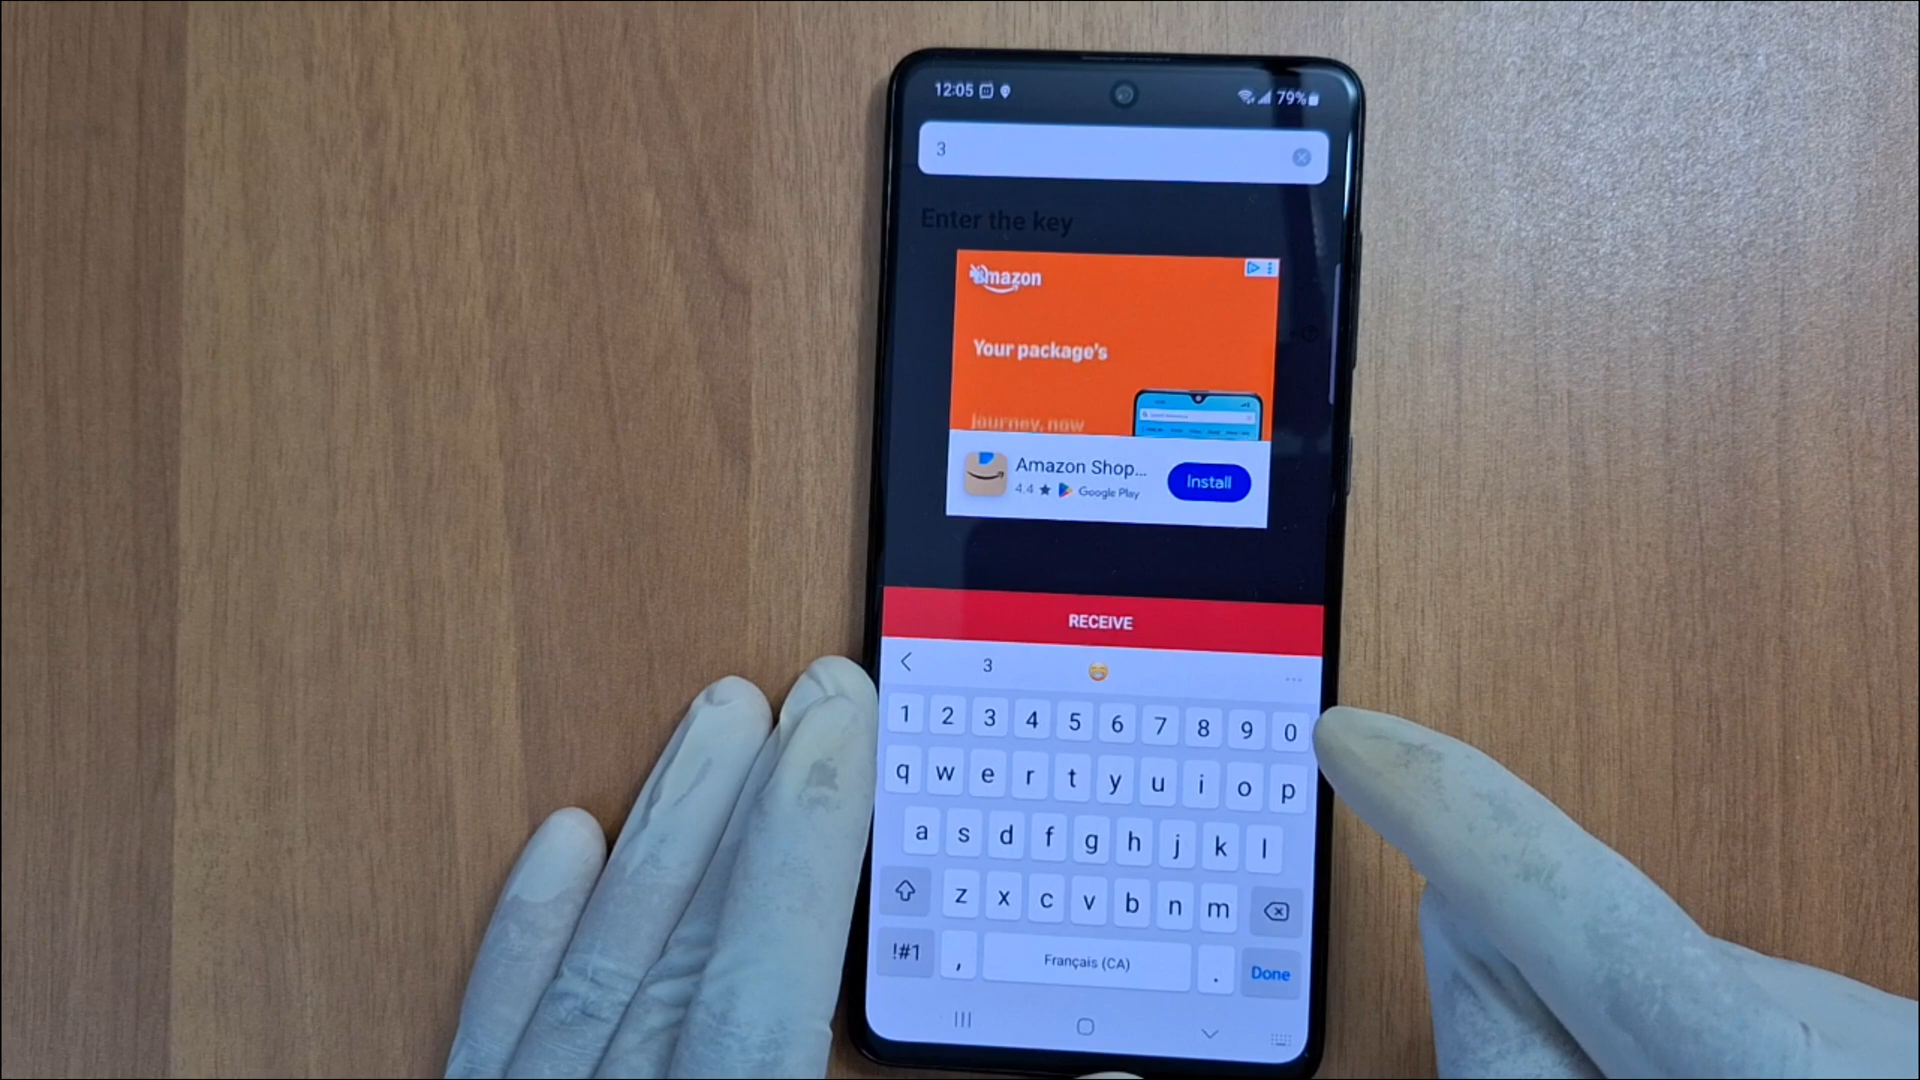 12:05 79%
3
Enter the key
amazon
Your package's
journey, now
Amazon Shop...
4.4 ★ Google Play
Install
RECEIVE
3 😁 ...
1 2 3 4 5 6 7 8 9 0
q w e r t y u i o p
a s d f g h j k l
z x c v b n m
!#1 , Français (CA) . Done